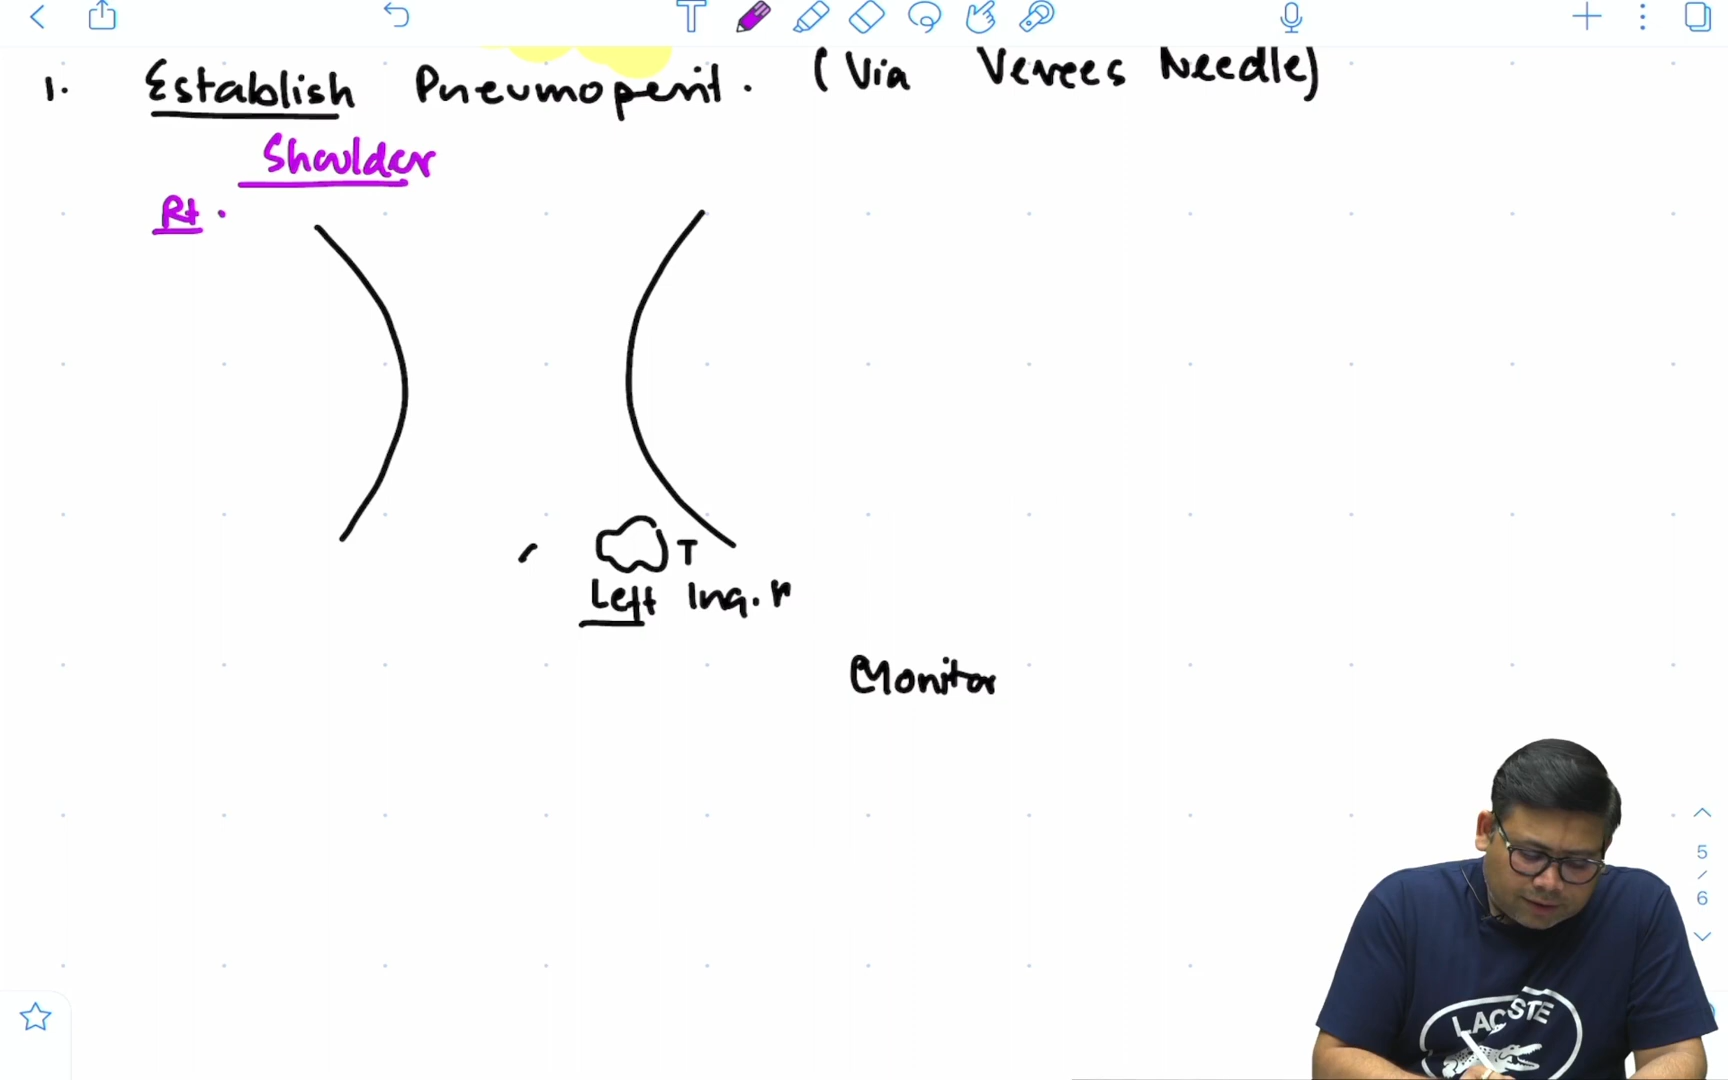 1. Establish Pneumoperit. (Via Verees Needle)
Shoulder
Rt.
T
Left Ing. r
Monitor
5
/
6
LACOSTE